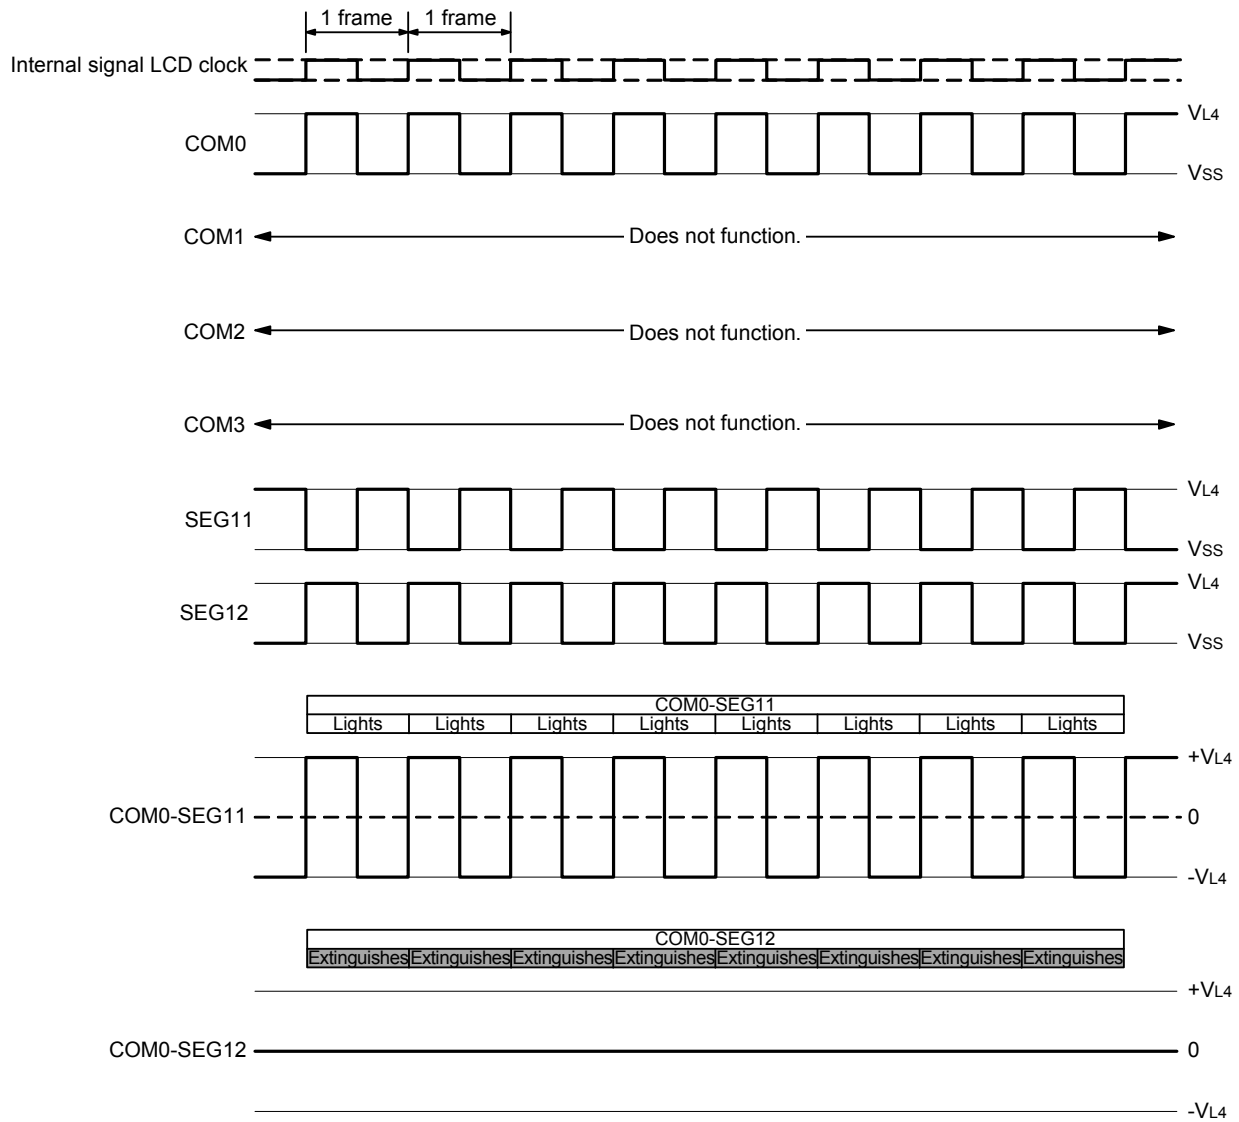 1 frame 1 frame
Internal signal LCD clock
VL4
COM0
VSS
COM1 Does not function.
COM2 Does not function.
COM3 Does not function.
VL4
SEG11
VSS
VL4
SEG12
VSS
COM0-SEG11
Lights Lights Lights Lights Lights Lights Lights Lights
+VL4
COM0-SEG11 0
-VL4
COM0-SEG12
Extinguishes Extinguishes Extinguishes Extinguishes Extinguishes Extinguishes Extinguishes Extinguishes
+VL4
COM0-SEG12 0
-VL4